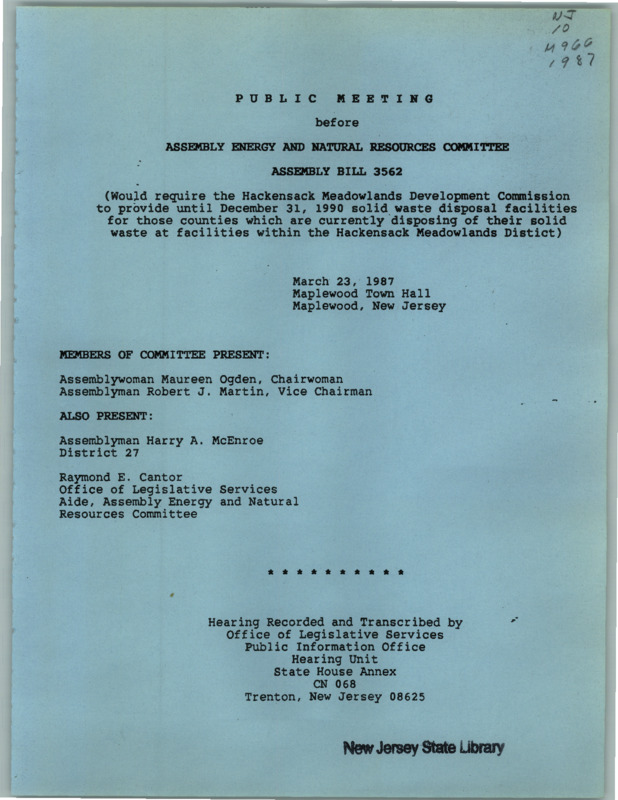 NJ
10
M966
1987
PUBLIC MEETING
before
ASSEMBLY ENERGY AND NATURAL RESOURCES COMMITTEE
ASSEMBLY BILL 3562
(Would require the Hackensack Meadowlands Development Commission
to provide until December 31, 1990 solid waste disposal facilities
for those counties which are currently disposing of their solid
waste at facilities within the Hackensack Meadowlands Distict)
March 23, 1987
Maplewood Town Hall
Maplewood, New Jersey
MEMBERS OF COMMITTEE PRESENT:
Assemblywoman Maureen Ogden, Chairwoman
Assemblyman Robert J. Martin, Vice Chairman
ALSO PRESENT:
Assemblyman Harry A. McEnroe
District 27
Raymond E. Cantor
Office of Legislative Services
Aide, Assembly Energy and Natural
Resources Committee
* * * * * * * * * *
Hearing Recorded and Transcribed by
Office of Legislative Services
Public Information Office
Hearing Unit
State House Annex
CN 068
Trenton, New Jersey 08625
New Jersey State Library